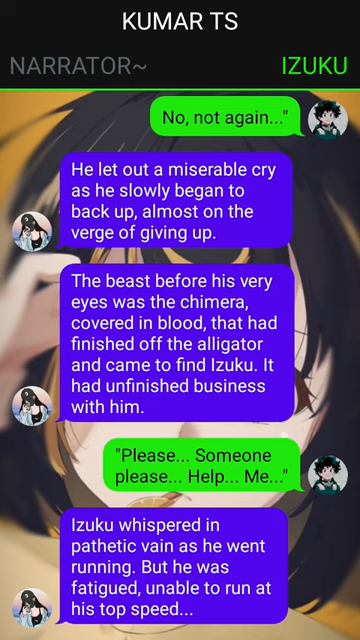 KUMAR TS
NARRATOR~ IZUKU
No, not again..."
He let out a miserable cry
as he slowly began to
back up, almost on the
verge of giving up.
The beast before his very
eyes was the chimera,
covered in blood, that had
finished off the alligator
and came to find Izuku. It
had unfinished business
with him.
"Please... Someone
please... Help... Me..."
Izuku whispered in
pathetic vain as he went
running. But he was
fatigued, unable to run at
his top speed...